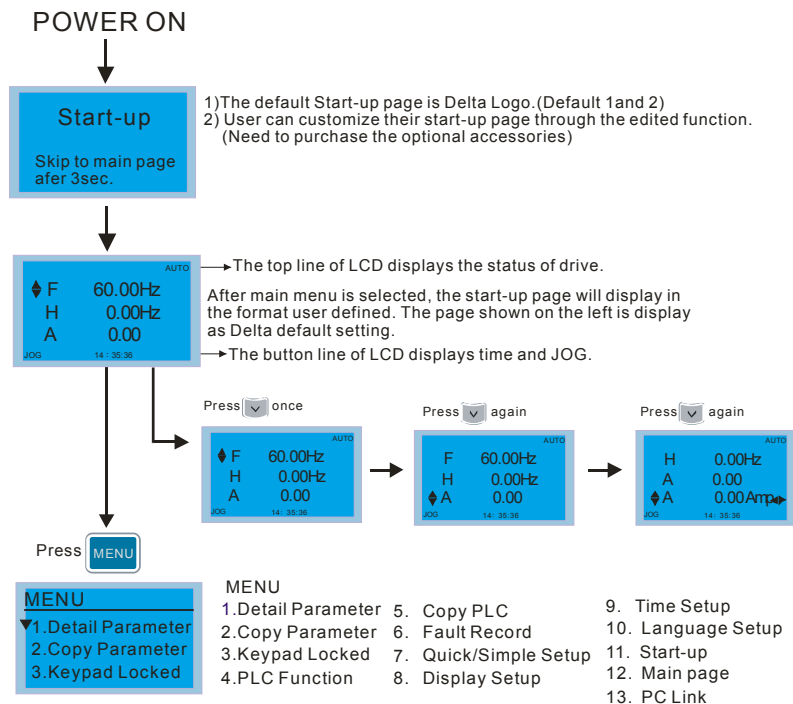 POWER ON
Start-up
Skip to main page
afer 3sec.
1)The default Start-up page is Delta Logo.(Default 1and 2)
2) User can customize their start-up page through the edited function.
(Need to purchase the optional accessories)
AUTO
F 60.00Hz
H 0.00Hz
A 0.00
JOG 14 : 35:36
The top line of LCD displays the status of drive.
After main menu is selected, the start-up page will display in
the format user defined. The page shown on the left is display
as Delta default setting.
The button line of LCD displays time and JOG.
Press once
AUTO
F 60.00Hz
H 0.00Hz
A 0.00
JOG 14: 35:36
Press again
AUTO
F 60.00Hz
H 0.00Hz
A 0.00
JOG 14: 35:36
Press again
AUTO
H 0.00Hz
A 0.00
A 0.00Amp
JOG 14: 35:36
Press MENU
MENU
1.Detail Parameter
2.Copy Parameter
3.Keypad Locked
MENU
1.Detail Parameter
2.Copy Parameter
3.Keypad Locked
4.PLC Function
5. Copy PLC
6. Fault Record
7. Quick/Simple Setup
8. Display Setup
9. Time Setup
10. Language Setup
11. Start-up
12. Main page
13. PC Link